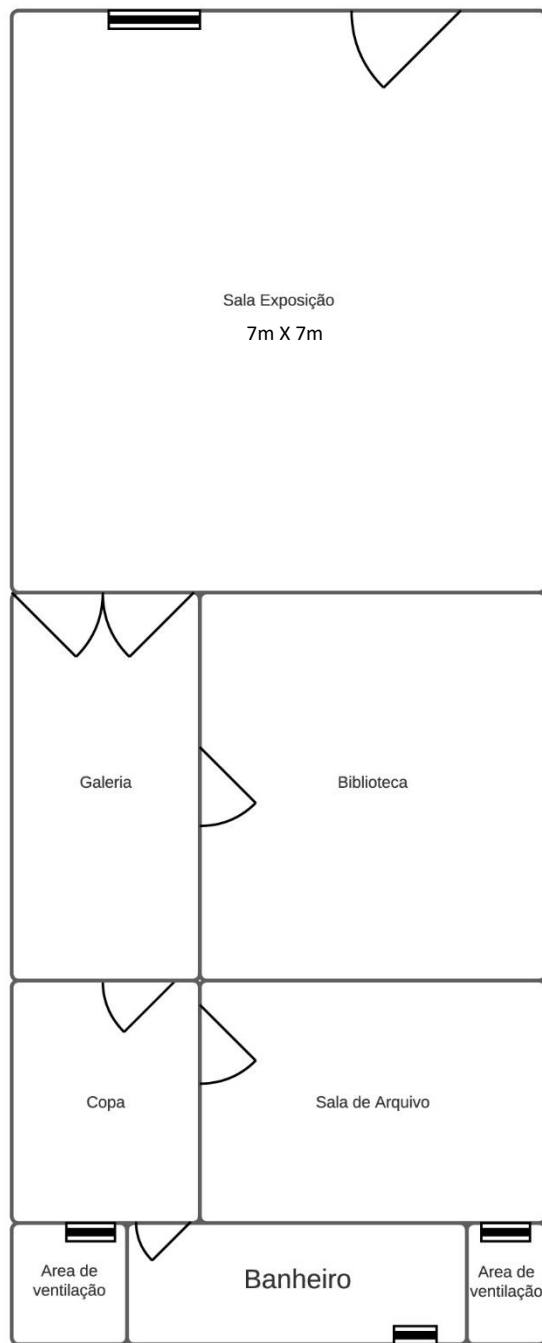 Sala Exposição
7m X 7m
Galeria
Biblioteca
Copa
Sala de Arquivo
Area de
ventilação
Banheiro
Area de
ventilação